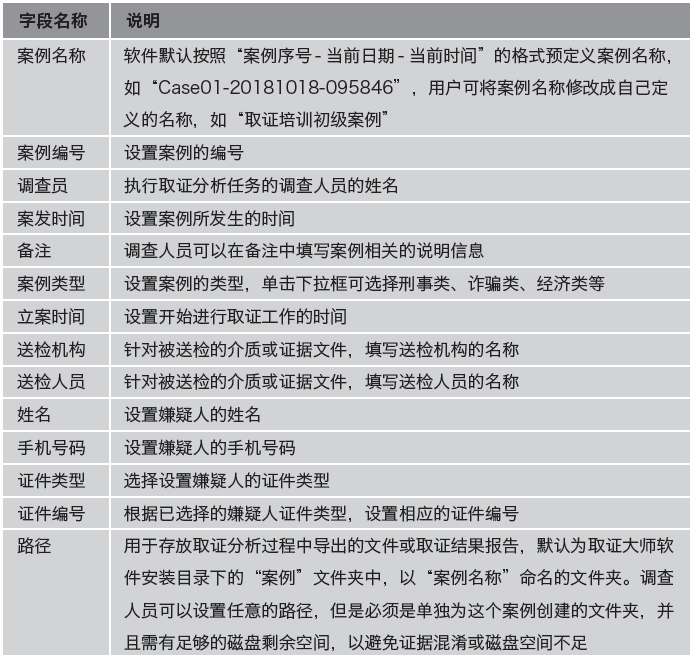 字段名称 说明
案例名称 软件默认按照“案例序号 - 当前日期 - 当前时间”的格式预定义案例名称，
如“Case01-20181018-095846”，用户可将案例名称修改成自己定
义的名称，如“取证培训初级案例”
案例编号 设置案例的编号
调查员 执行取证分析任务的调查人员的姓名
案发时间 设置案例所发生的时间
备注 调查人员可以在备注中填写案例相关的说明信息
案例类型 设置案例的类型，单击下拉框可选择刑事类、诈骗类、经济类等
立案时间 设置开始进行取证工作的时间
送检机构 针对被送检的介质或证据文件，填写送检机构的名称
送检人员 针对被送检的介质或证据文件，填写送检人员的名称
姓名 设置嫌疑人的姓名
手机号码 设置嫌疑人的手机号码
证件类型 选择设置嫌疑人的证件类型
证件编号 根据已选择的嫌疑人证件类型，设置相应的证件编号
路径 用于存放取证分析过程中导出的文件或取证结果报告，默认为取证大师软
件安装目录下的“案例”文件夹中，以“案例名称”命名的文件夹。调查
人员可以设置任意的路径，但是必须是单独为这个案例创建的文件夹，并
且需有足够的磁盘剩余空间，以避免证据混淆或磁盘空间不足